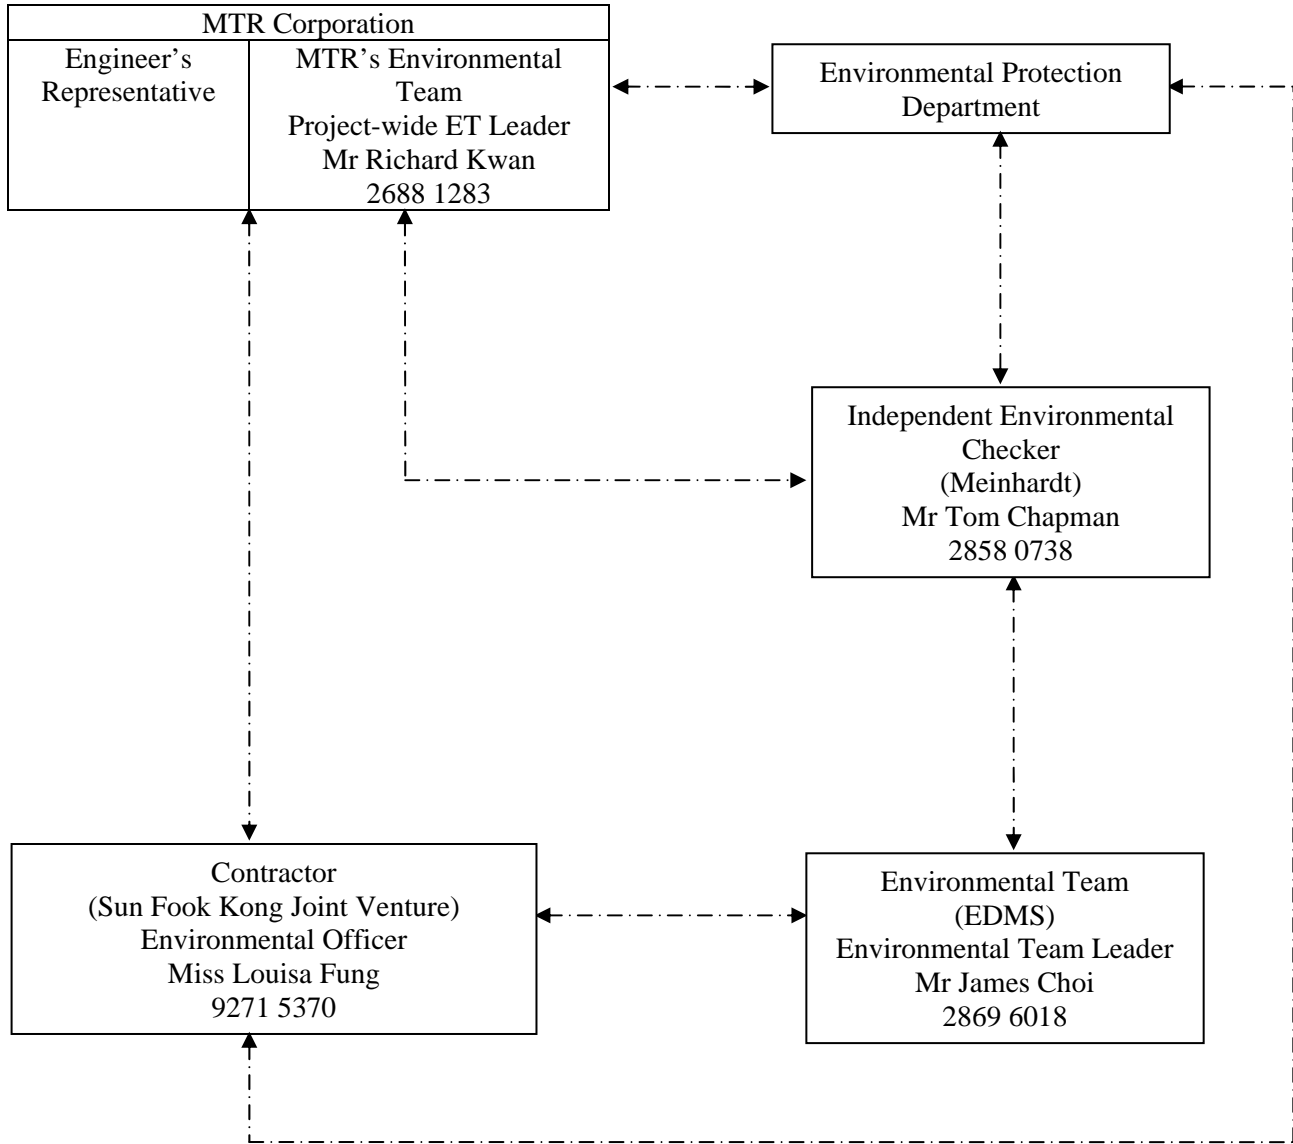 MTR Corporation
Engineer’s
Representative
MTR’s Environmental
Team
Project-wide ET Leader
Mr Richard Kwan
2688 1283
Environmental Protection
Department
Independent Environmental
Checker
(Meinhardt)
Mr Tom Chapman
2858 0738
Contractor
(Sun Fook Kong Joint Venture)
Environmental Officer
Miss Louisa Fung
9271 5370
Environmental Team
(EDMS)
Environmental Team Leader
Mr James Choi
2869 6018